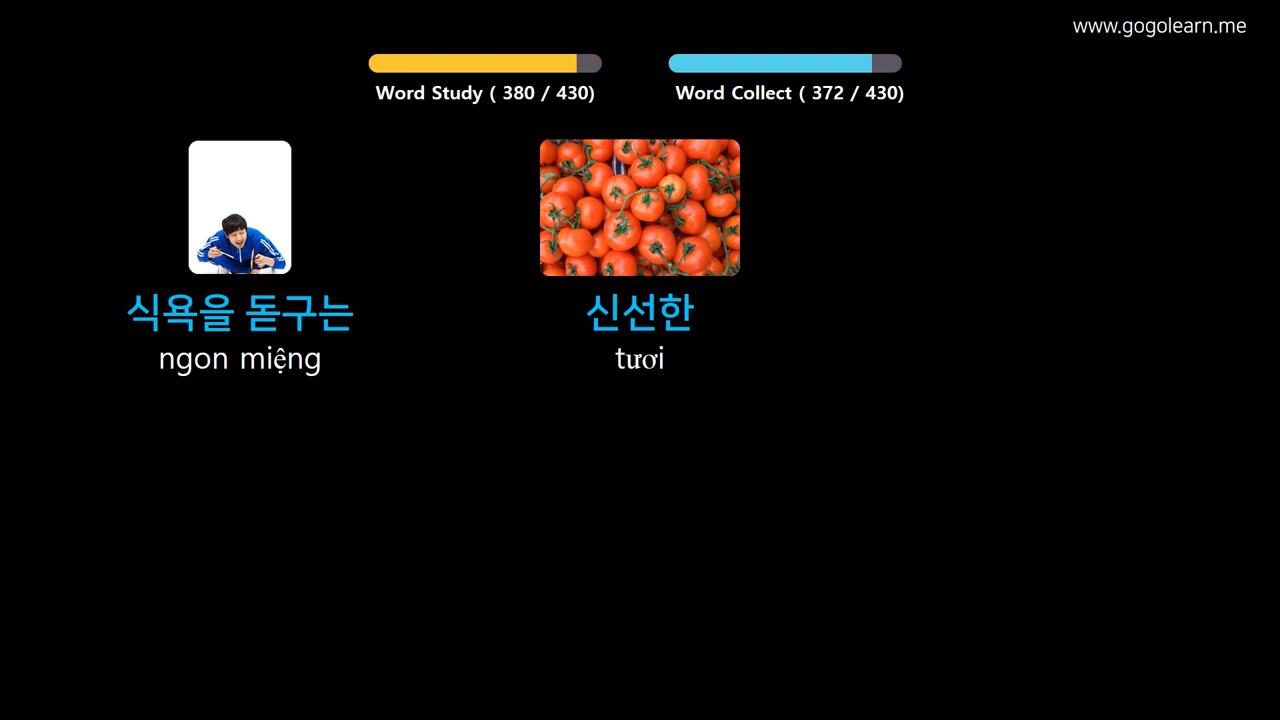 www.gogolearn.me
Word Study ( 380 / 430)
Word Collect ( 372 / 430)
식욕을 돋구는
ngon miệng
신선한
tươi